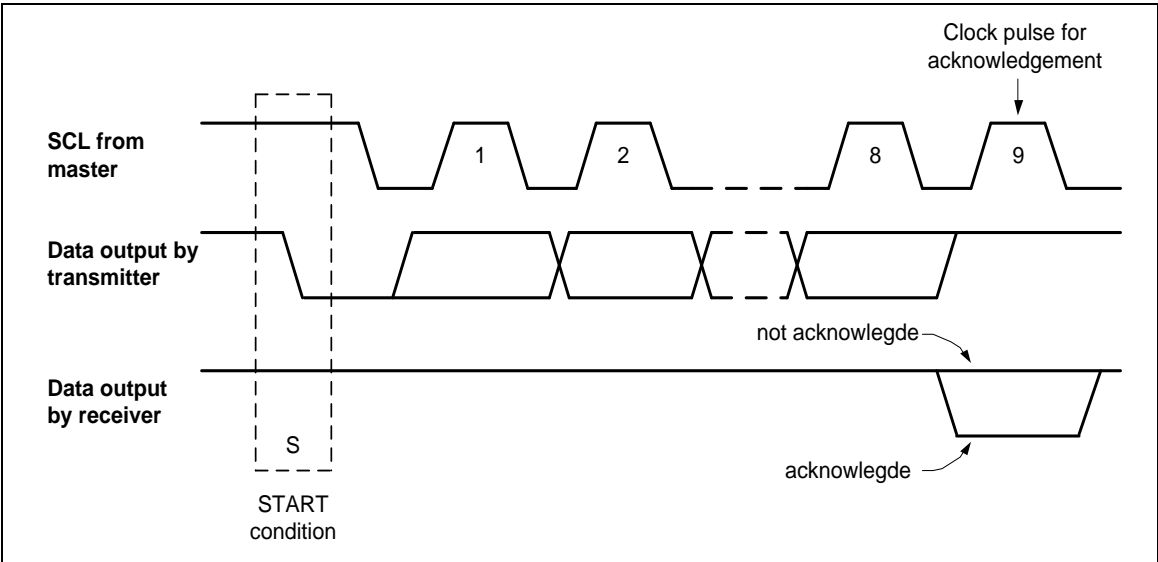 Clock pulse for
acknowledgement
SCL from
master
1
2
8
9
Data output by
transmitter
not acknowlegde
Data output
by receiver
S
acknowlegde
START
condition